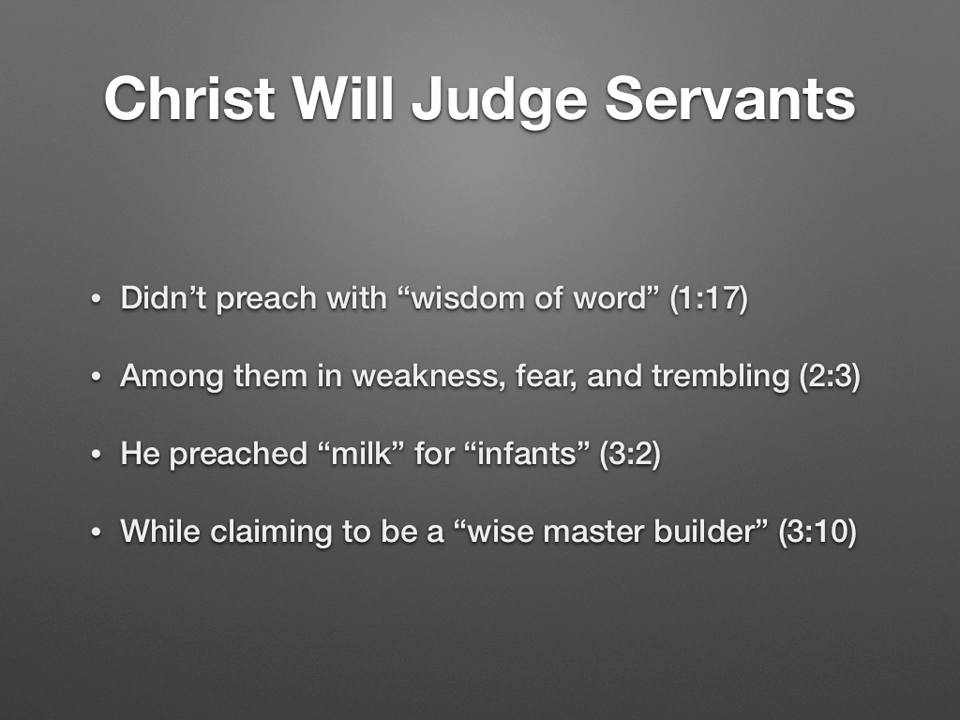 Christ Will Judge Servants
• Didn’t preach with “wisdom of word” (1:17)
• Among them in weakness, fear, and trembling (2:3)
• He preached “milk” for “infants” (3:2)
• While claiming to be a “wise master builder” (3:10)